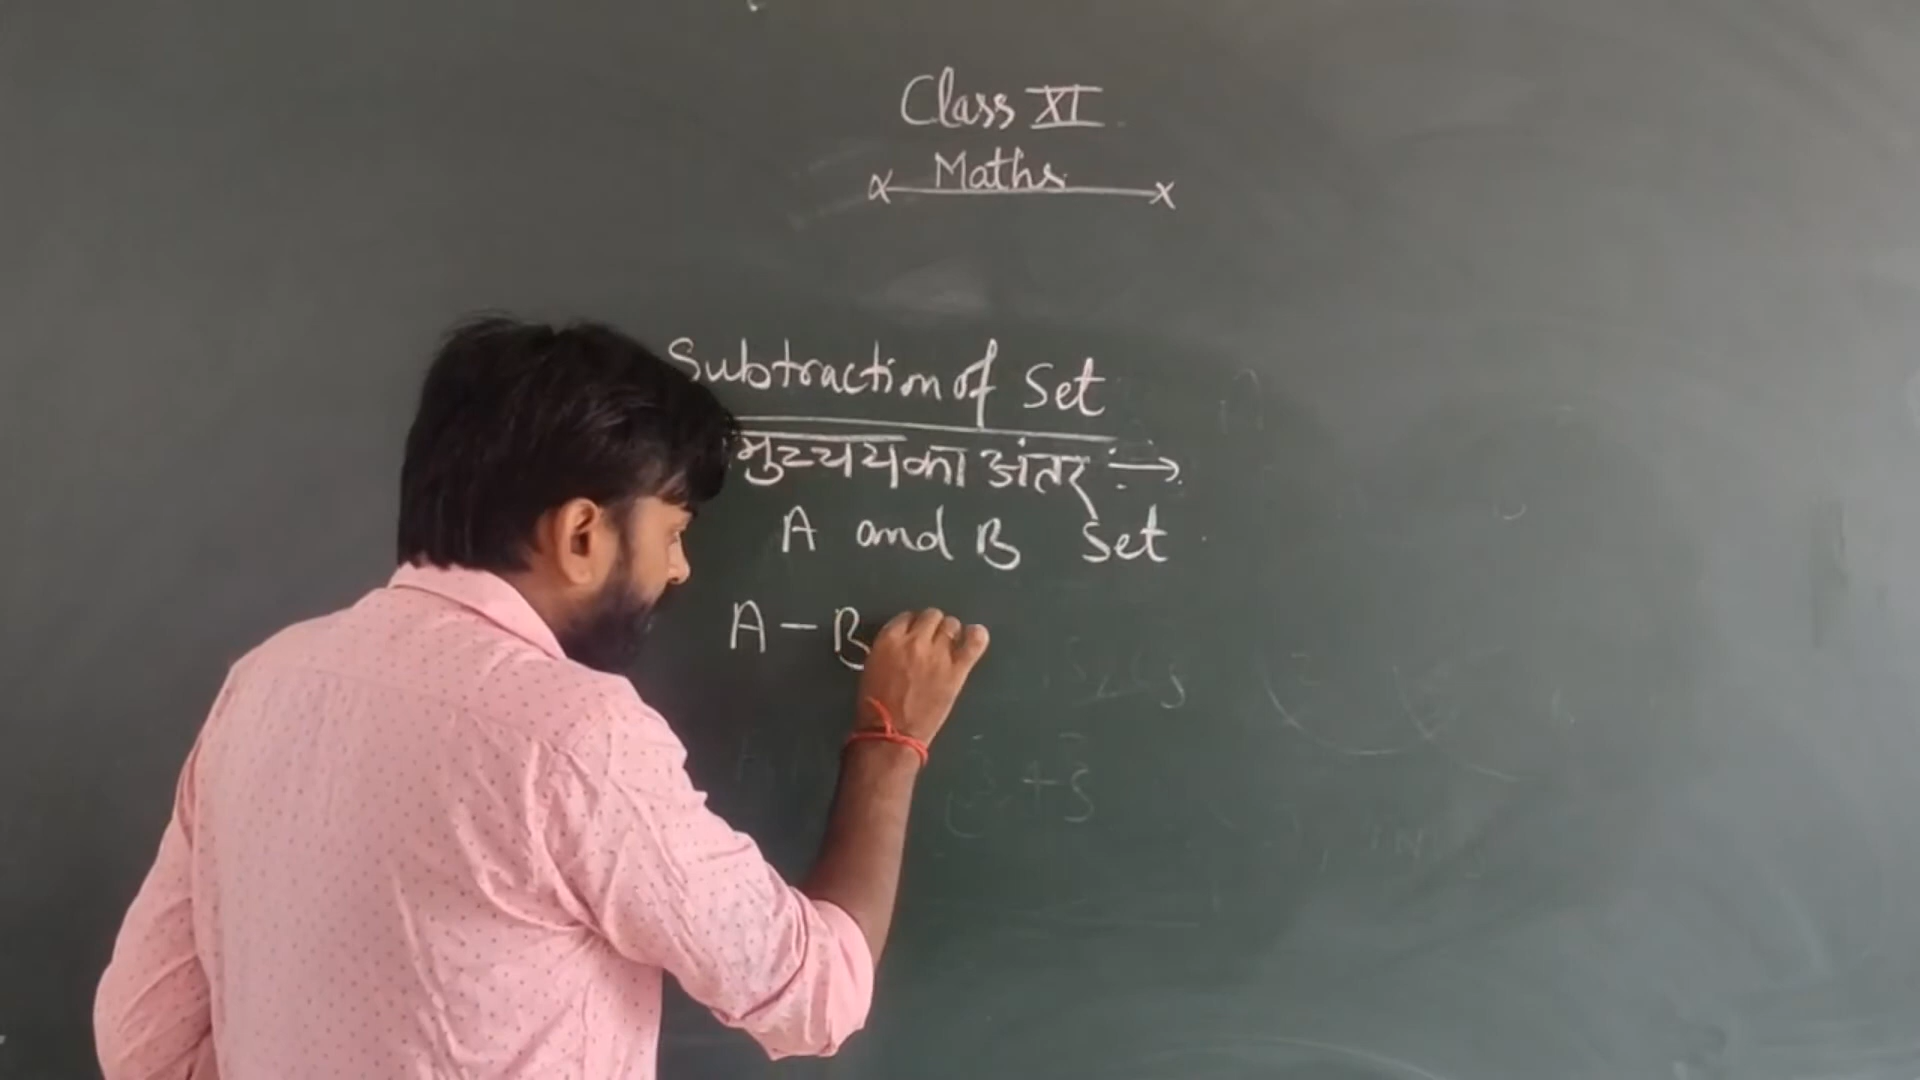 Class XI
Maths
Subtraction of Set
मुच्चय का अंतर :→
A and B Set
A - B